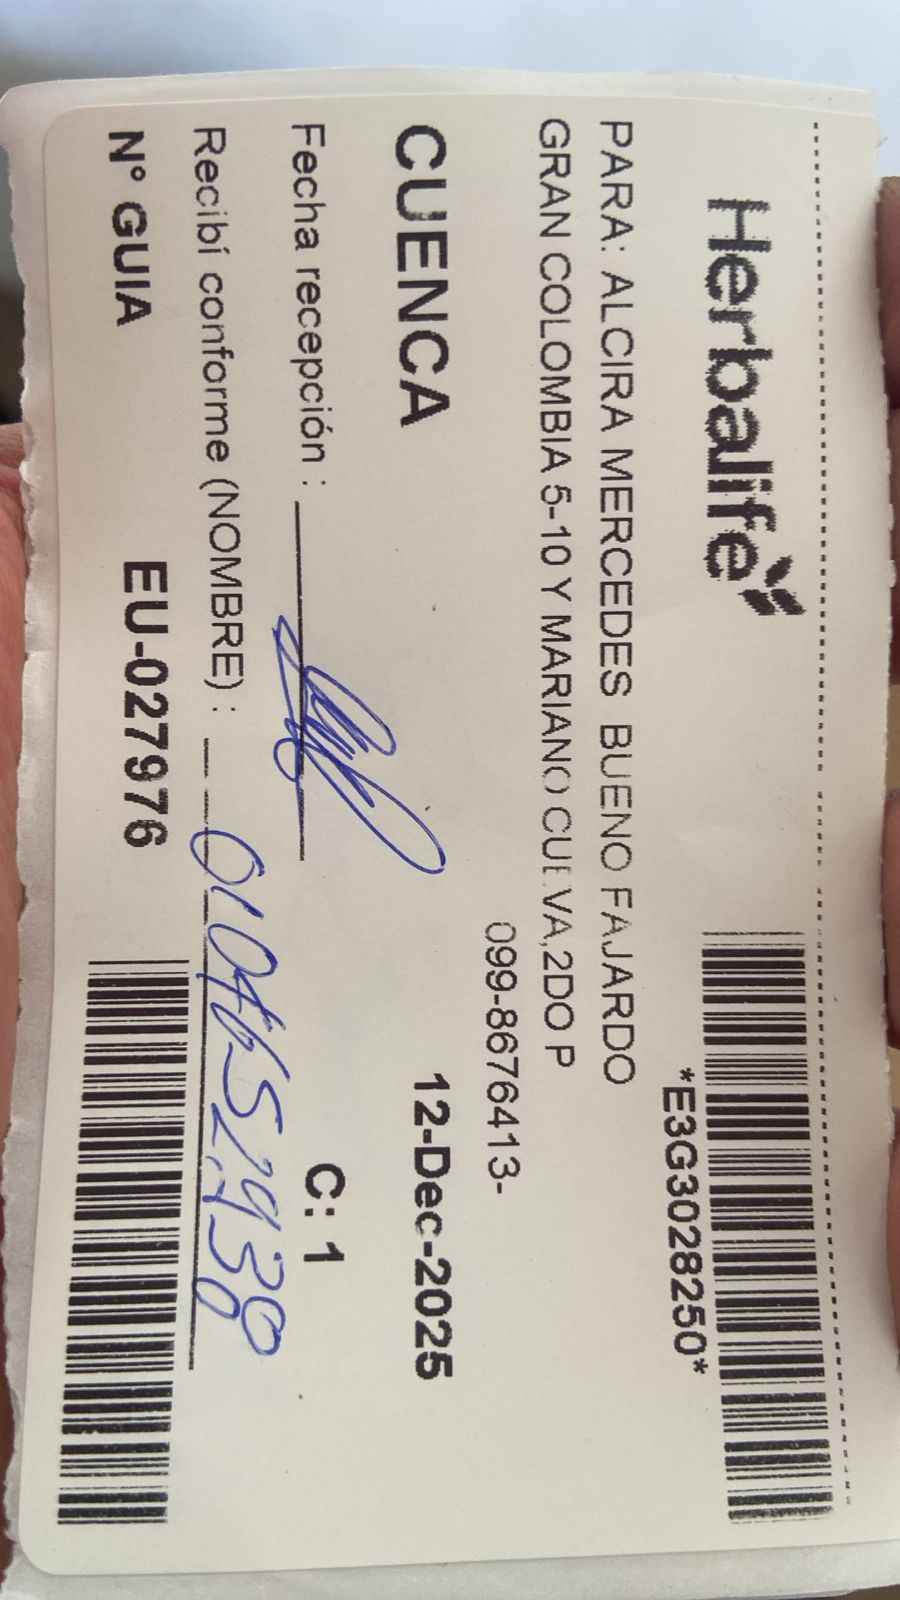 Herbalife
*E3G3028250*
PARA: ALCIRA MERCEDES BUENO FAJARDO
GRAN COLOMBIA 5-10 Y MARIANO CUEVA,2DO P
099-8676413-
CUENCA 12-Dec-2025
Fecha recepción : C: 1
Recibí conforme (NOMBRE) :
N° GUIA EU-027976